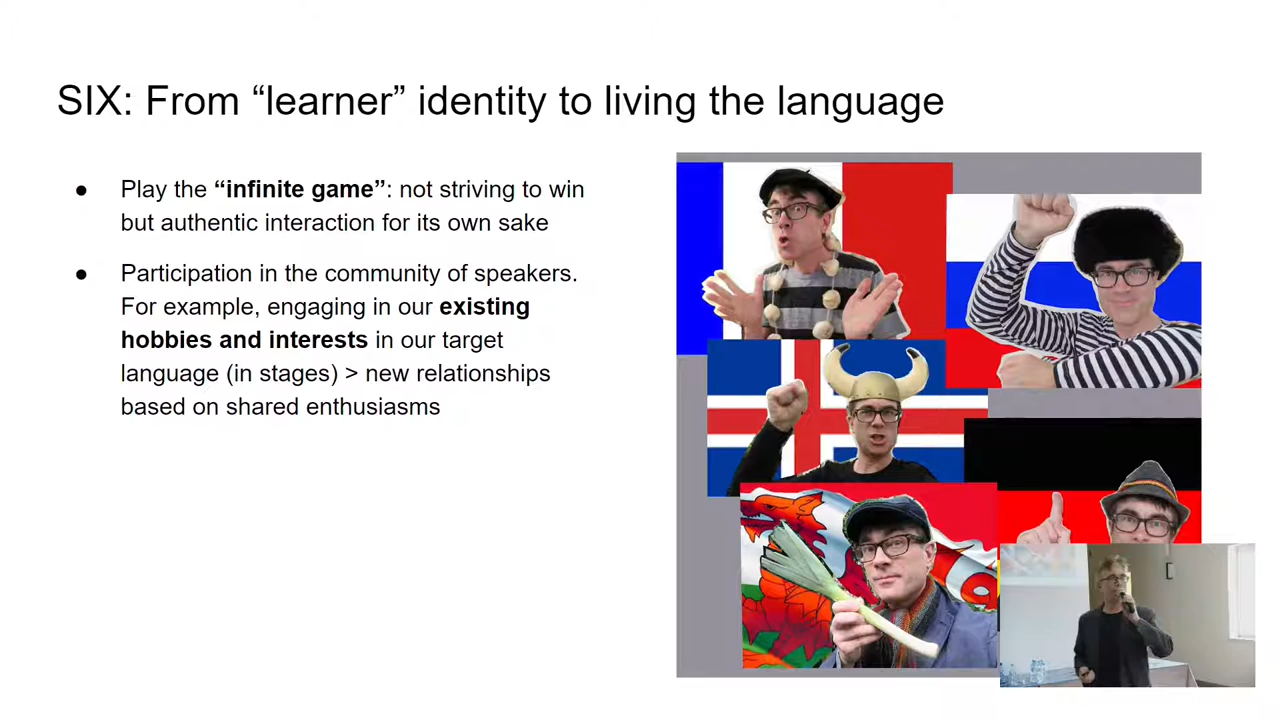 SIX: From “learner” identity to living the language
● Play the “infinite game”: not striving to win
but authentic interaction for its own sake
● Participation in the community of speakers.
For example, engaging in our existing
hobbies and interests in our target
language (in stages) > new relationships
based on shared enthusiasms